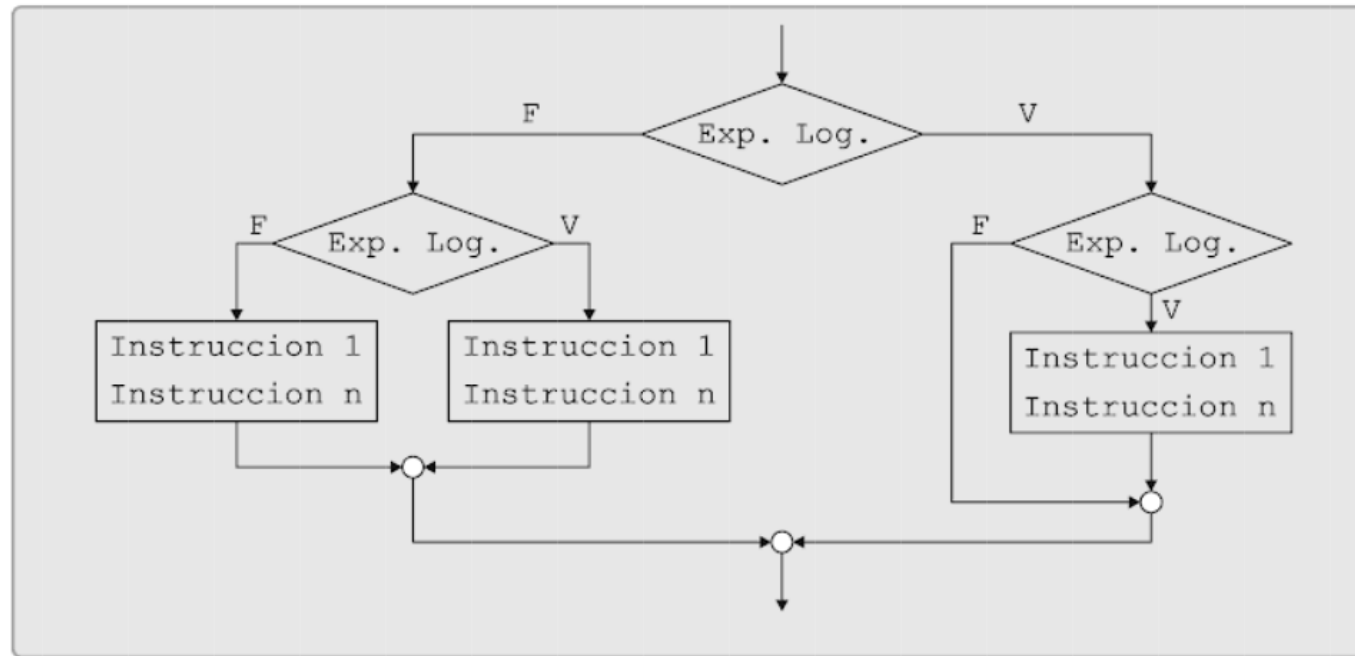 F
V
Exp. Log.
F
V
Exp. Log.
F
Exp. Log.
V
Instruccion 1
Instruccion n
Instruccion 1
Instruccion n
Instruccion 1
Instruccion n